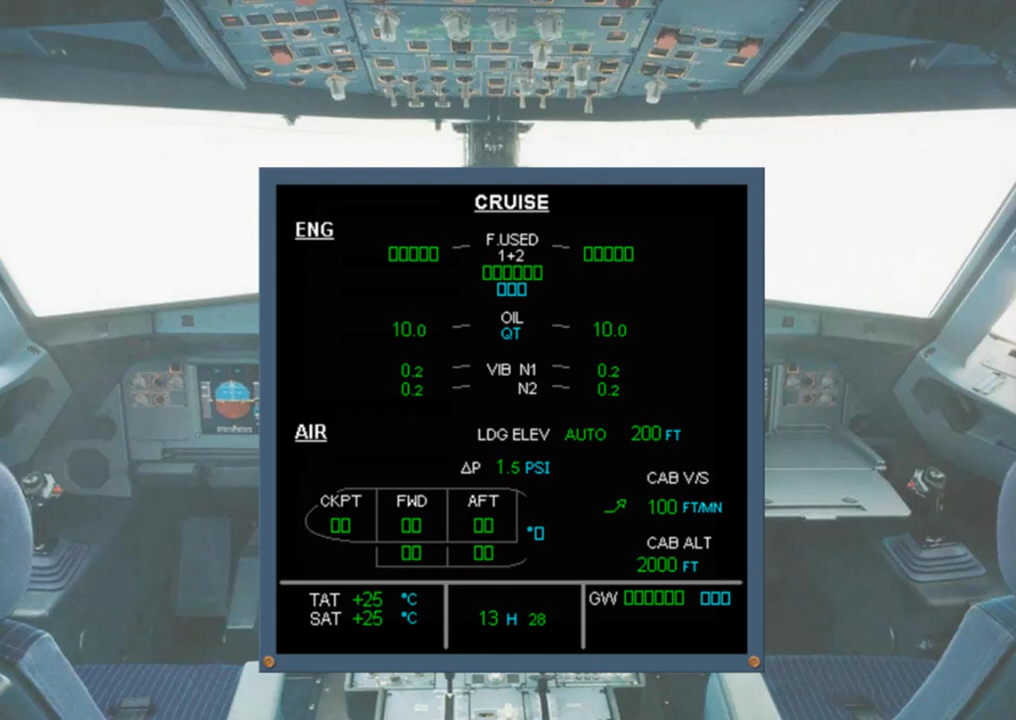 CRUISE
ENG
F.USED
1+2
10.0 OIL 10.0
QT
0.2 VIB N1 0.2
0.2 N2 0.2
AIR
LDG ELEV AUTO 200 FT
ΔP 1.5 PSI
CAB V/S
100 FT/MN
CKPT FWD AFT
°
CAB ALT
2000 FT
TAT +25 °C
SAT +25 °C
13 H 28
GW